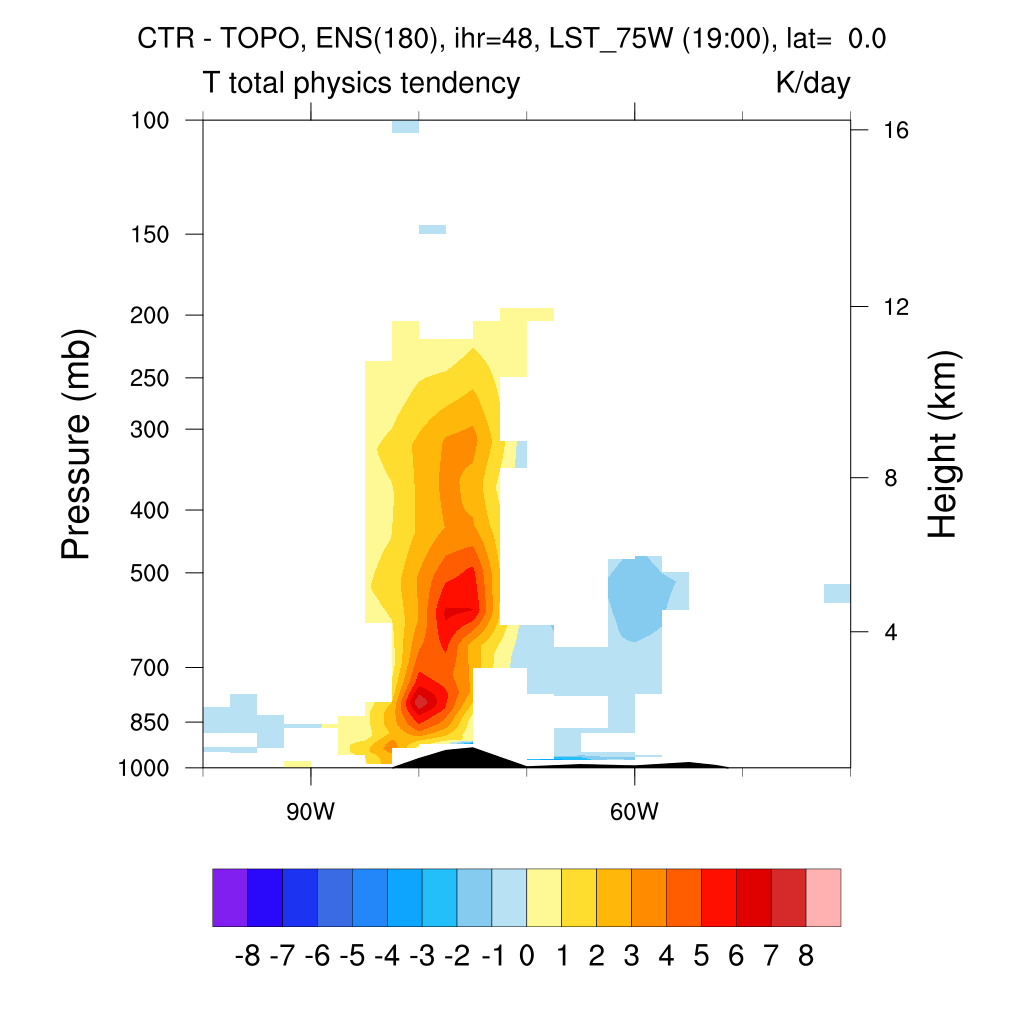 CTR - TOPO, ENS(180), ihr=48, LST_75W (19:00), lat=  0.0
T total physics tendency K/day
100
150
200
250
300
400
500
700
850
1000
Pressure (mb)
16
12
8
4
Height (km)
90W 60W
-8 -7 -6 -5 -4 -3 -2 -1 0 1 2 3 4 5 6 7 8